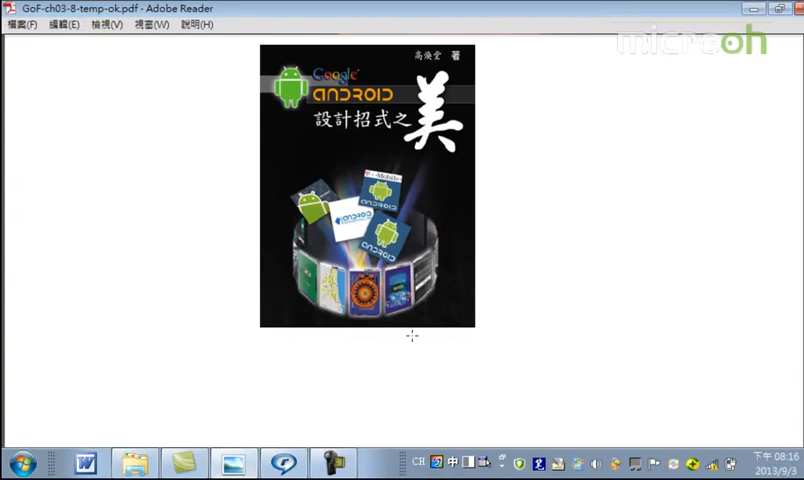 GoF-ch03-8-temp-ok.pdf - Adobe Reader
檔案(F) 編輯(E) 檢視(V) 視窗(W) 說明(H)
microoh
高煥堂 著
Google
ANDROID
設計招式之美
T-Mobile
ANDROID
ANDROID
ANDROID
CH 中
下午 08:16
2013/9/3